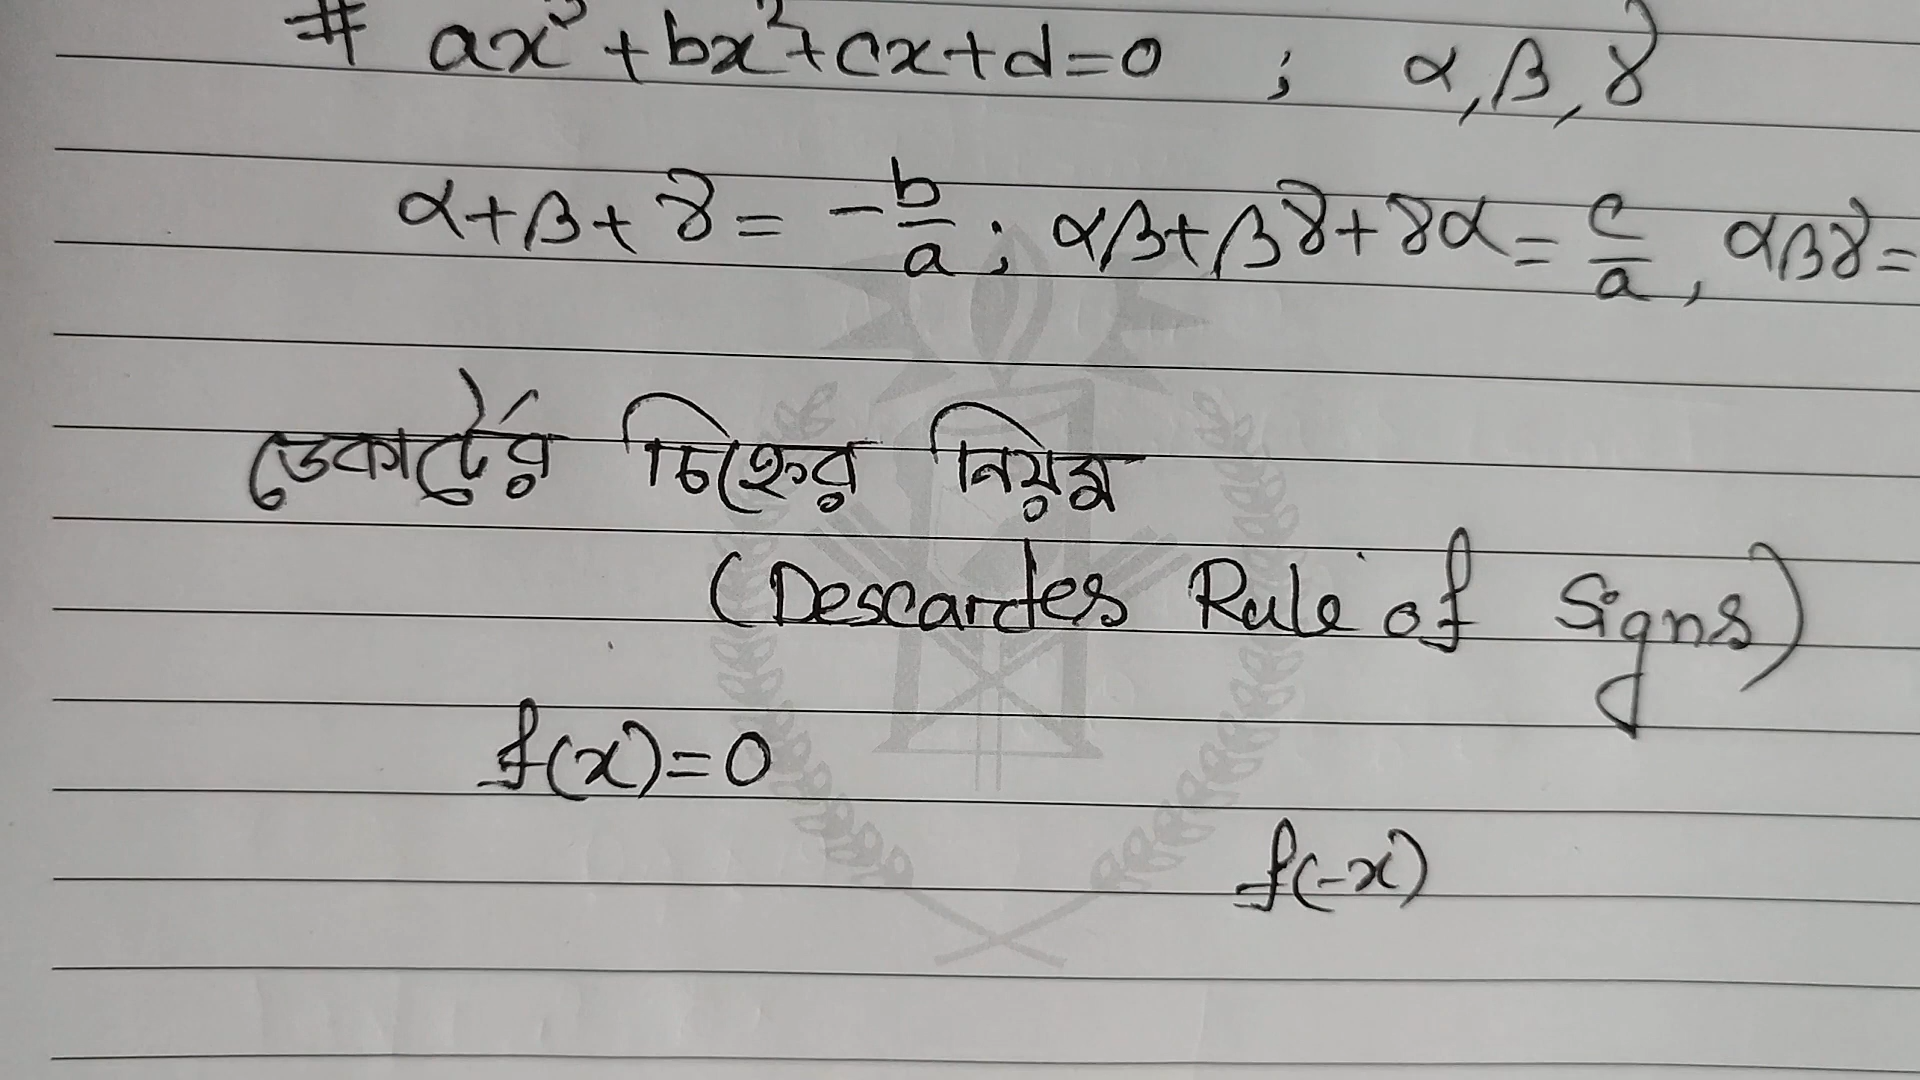 # ax³+bx²+cx+d=0 ; α,β,γ
α+β+γ= -b/a; αβ+βγ+γα=c/a, αβγ=
ডেকার্টের চিহ্নের নিয়ম
(Descartes Rule of Signs)
f(x)=0
f(-x)